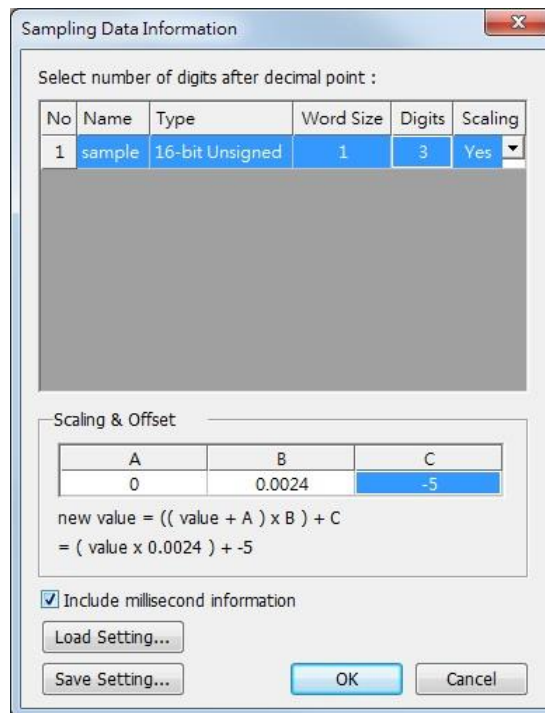 Sampling Data Information
Select number of digits after decimal point :
No Name Type Word Size Digits Scaling
1 sample 16-bit Unsigned 1 3 Yes
Scaling & Offset
A B C
0 0.0024 -5
new value = (( value + A ) x B ) + C
= ( value x 0.0024 ) + -5
Include millisecond information
Load Setting...
Save Setting... OK Cancel